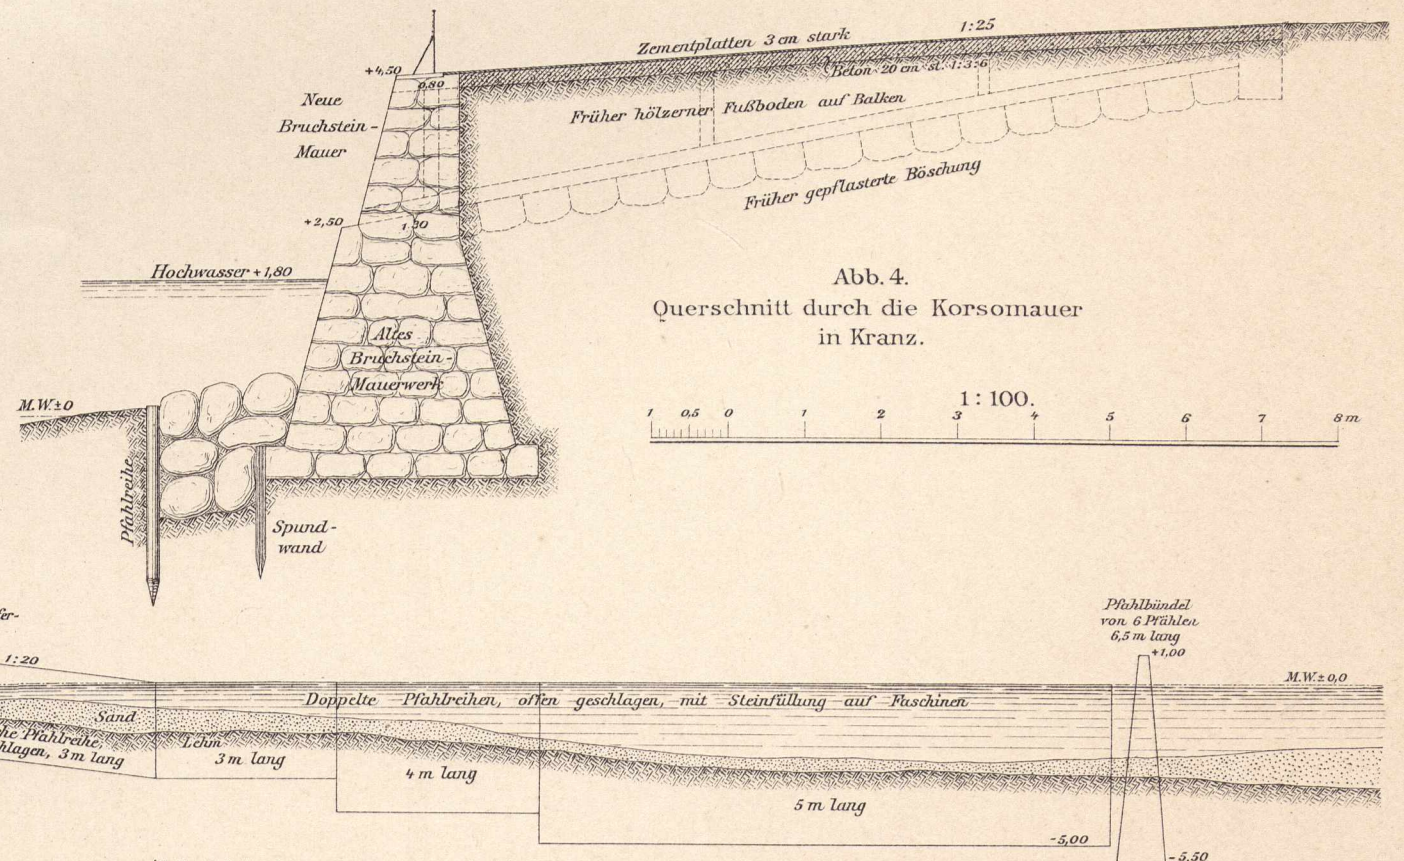 Zementplatten 3 cm stark
1:25
+4,50
0,80
Beton 20 cm st. 1:3:6
Neue
Bruchstein-
Mauer
Früher hölzerner Fußboden auf Balken
Früher gepflasterte Böschung
+2,50
1,30
Hochwasser +1,80
Abb. 4.
Querschnitt durch die Korsomauer
in Kranz.
Altes
Bruchstein-
Mauerwerk
1:100.
1 0,5 0 1 2 3 4 5 6 7 8 m
M.W.±0
Pfahlreihe
Spund-
wand
fer-
Pfahlbündel
von 6 Pfählen
6,5 m lang
+1,00
1:20
M.W.±0,0
Doppelte Pfahlreihen, offen geschlagen, mit Steinfüllung auf Faschinen
Sand
che Pfahlreihe,
hlagen, 3 m lang
Lehm
3 m lang
4 m lang
5 m lang
-5,00
-5,50